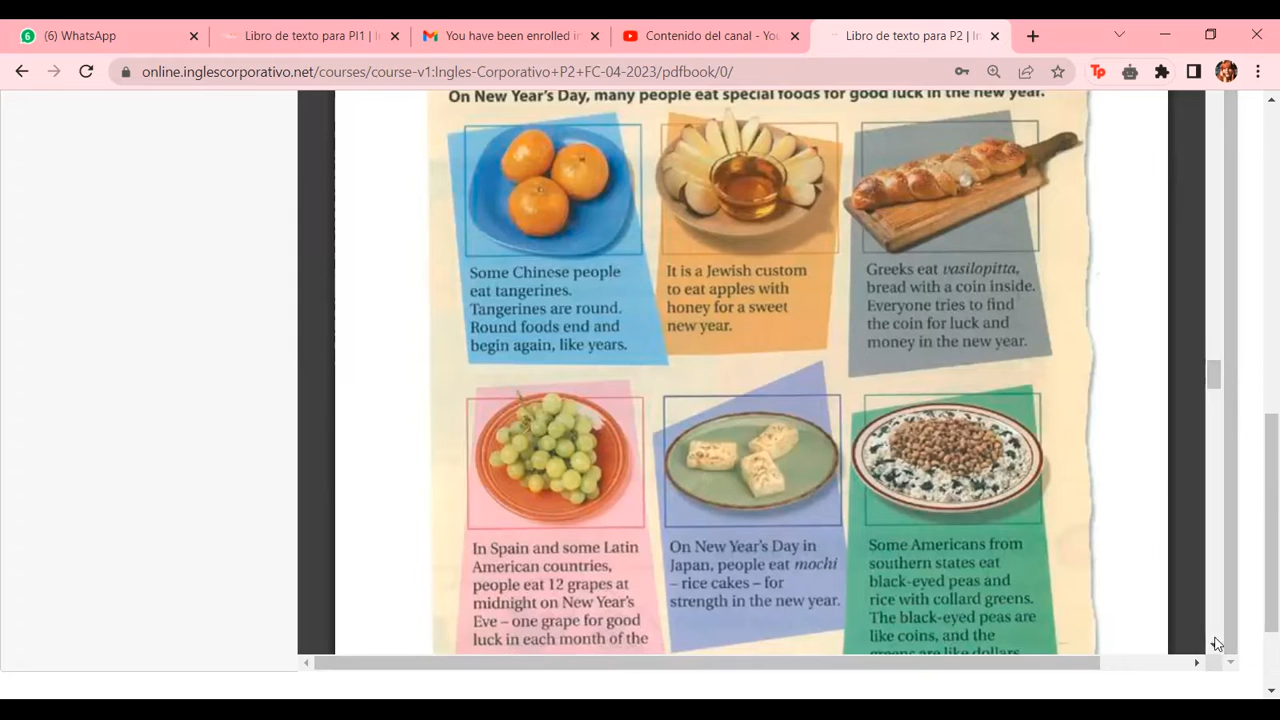 (6) WhatsApp
Libro de texto para PI1 | I
You have been enrolled i
Contenido del canal - You
Libro de texto para P2 | In
online.inglescorporativo.net/courses/course-v1:Ingles-Corporativo+P2+FC-04-2023/pdfbook/0/
On New Year's Day, many people eat special foods for good luck in the new year.
Some Chinese people
eat tangerines.
Tangerines are round.
Round foods end and
begin again, like years.
It is a Jewish custom
to eat apples with
honey for a sweet
new year.
Greeks eat vasilopitta,
bread with a coin inside.
Everyone tries to find
the coin for luck and
money in the new year.
In Spain and some Latin
American countries,
people eat 12 grapes at
midnight on New Year's
Eve – one grape for good
luck in each month of the
On New Year's Day in
Japan, people eat mochi
– rice cakes – for
strength in the new year.
Some Americans from
southern states eat
black-eyed peas and
rice with collard greens.
The black-eyed peas are
like coins, and the
greens are like dollars